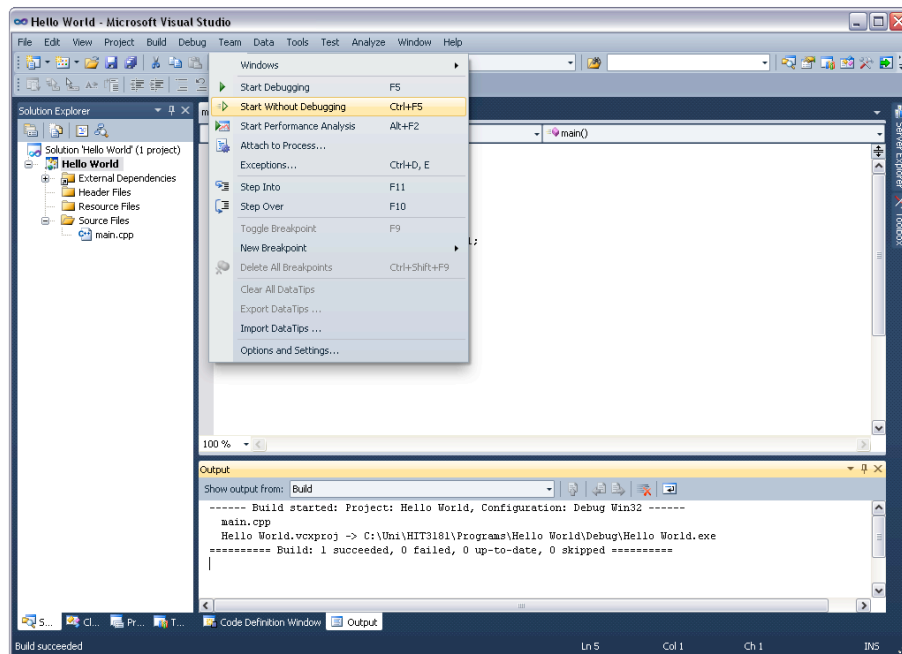 Hello World - Microsoft Visual Studio
File Edit View Project Build Debug Team Data Tools Test Analyze Window Help
Windows
Start Debugging F5
Solution Explorer
Start Without Debugging Ctrl+F5
Start Performance Analysis Alt+F2
main()
Attach to Process...
Solution 'Hello World' (1 project)
Hello World
Exceptions... Ctrl+D, E
External Dependencies
Header Files
Step Into F11
Resource Files
Step Over F10
Source Files
Toggle Breakpoint F9
main.cpp
New Breakpoint
Delete All Breakpoints Ctrl+Shift+F9
Clear All DataTips
Export DataTips ...
Import DataTips ...
Options and Settings...
Server Explorer
Toolbox
100 %
Output
Show output from: Build
------ Build started: Project: Hello World, Configuration: Debug Win32 ------
main.cpp
Hello World.vcxproj -> C:\Uni\HIT3181\Programs\Hello World\Debug\Hello World.exe
========== Build: 1 succeeded, 0 failed, 0 up-to-date, 0 skipped ==========
S... Cl... Pr... T... Code Definition Window Output
Build succeeded Ln 5 Col 1 Ch 1 INS